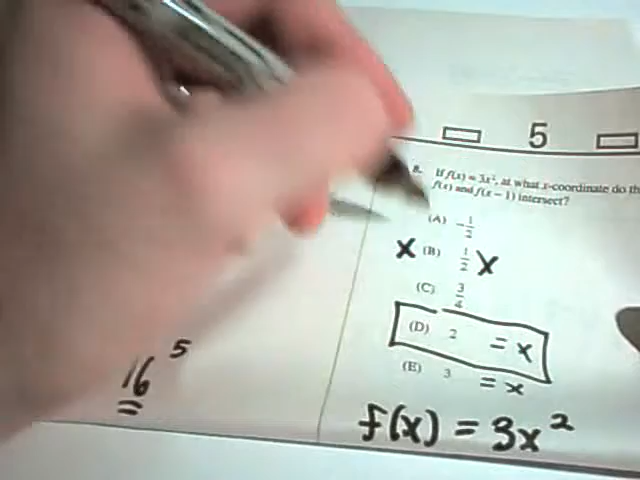 5
8. If f(x) = 3x², at what x-coordinate do th
f(x) and f(x − 1) intersect?
(A) −1/2
x (B) 1/2 x
(C) 3/4
(D) 2 = x
(E) 3 = x
16 5
f(x) = 3x²